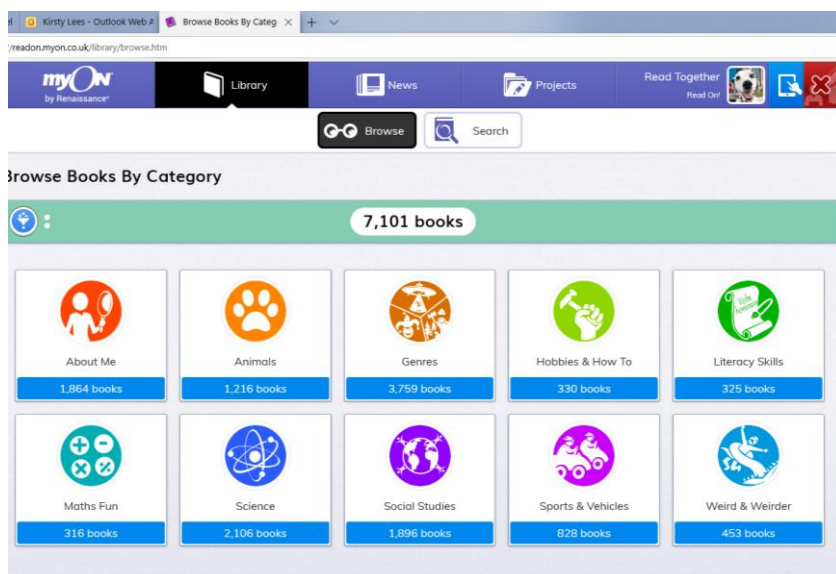 Kirsty Lees - Outlook Web A
Browse Books By Categ
/readon.myon.co.uk/library/browse.htm
myON
by Renaissance
Library
News
Projects
Read Together
Read On!
Browse
Search
Browse Books By Category
7,101 books
About Me
Animals
Genres
Hobbies & How To
Literacy Skills
1,864 books
1,216 books
3,759 books
330 books
325 books
Maths Fun
Science
Social Studies
Sports & Vehicles
Weird & Weirder
316 books
2,106 books
1,896 books
828 books
453 books